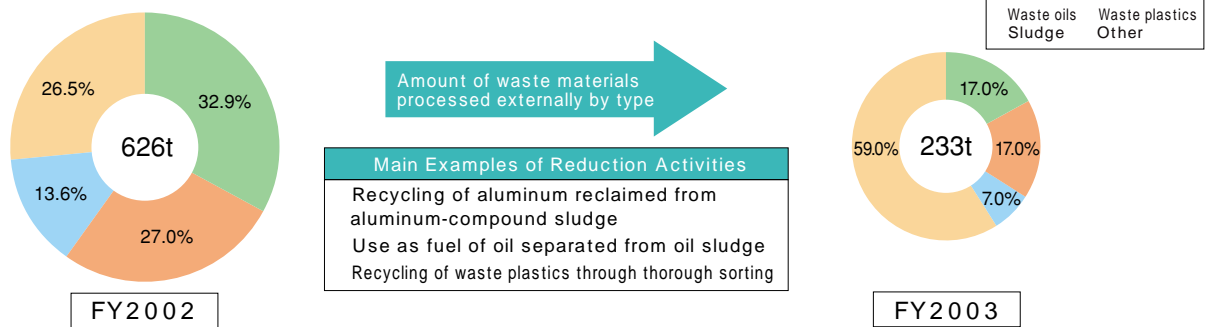 Waste oils Waste plastics
Sludge Other
26.5%
32.9%
626t
13.6%
27.0%
FY2002
Amount of waste materials
processed externally by type
Main Examples of Reduction Activities
Recycling of aluminum reclaimed from
aluminum-compound sludge
Use as fuel of oil separated from oil sludge
Recycling of waste plastics through thorough sorting
17.0%
59.0%
233t
17.0%
7.0%
FY2003